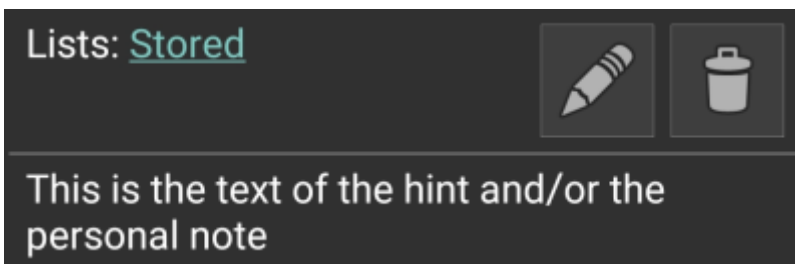 Lists: Stored
This is the text of the hint and/or the
personal note